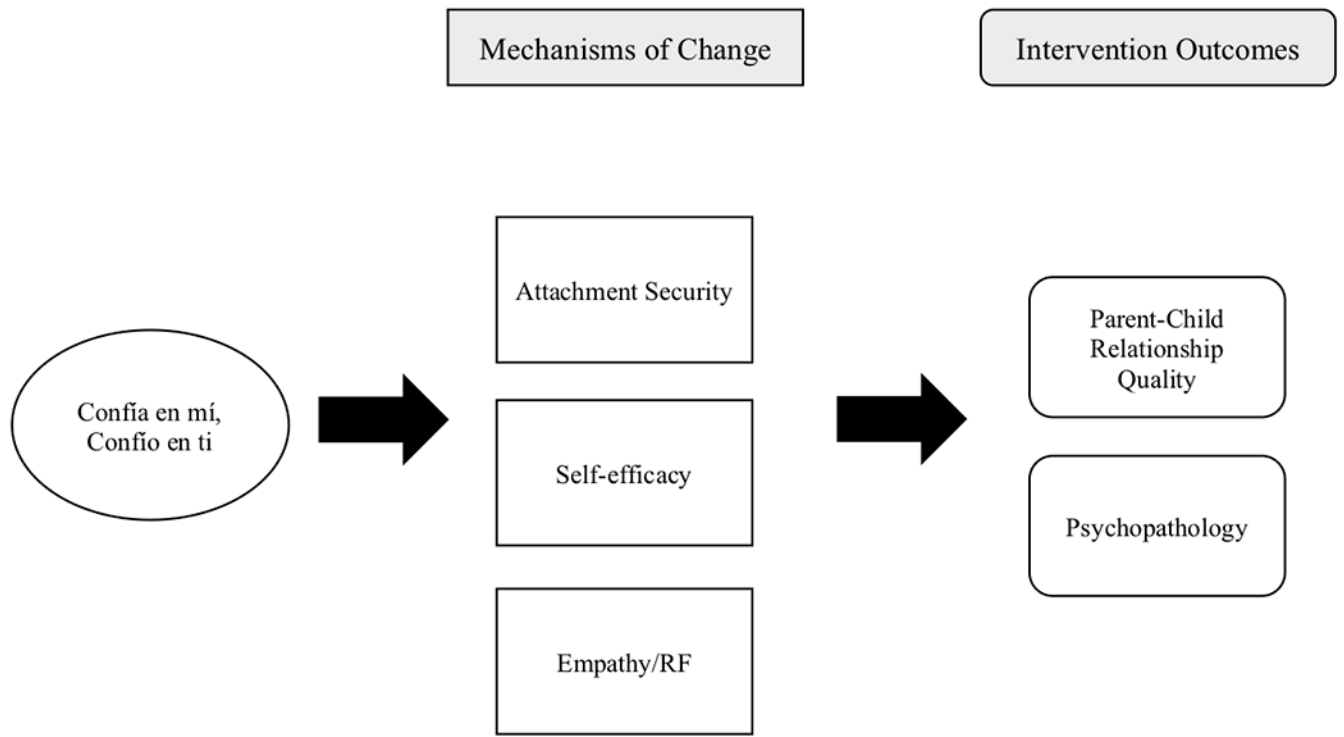 Mechanisms of Change
Intervention Outcomes
Confía en mí,
Confío en ti
Attachment Security
Self-efficacy
Empathy/RF
Parent-Child
Relationship
Quality
Psychopathology